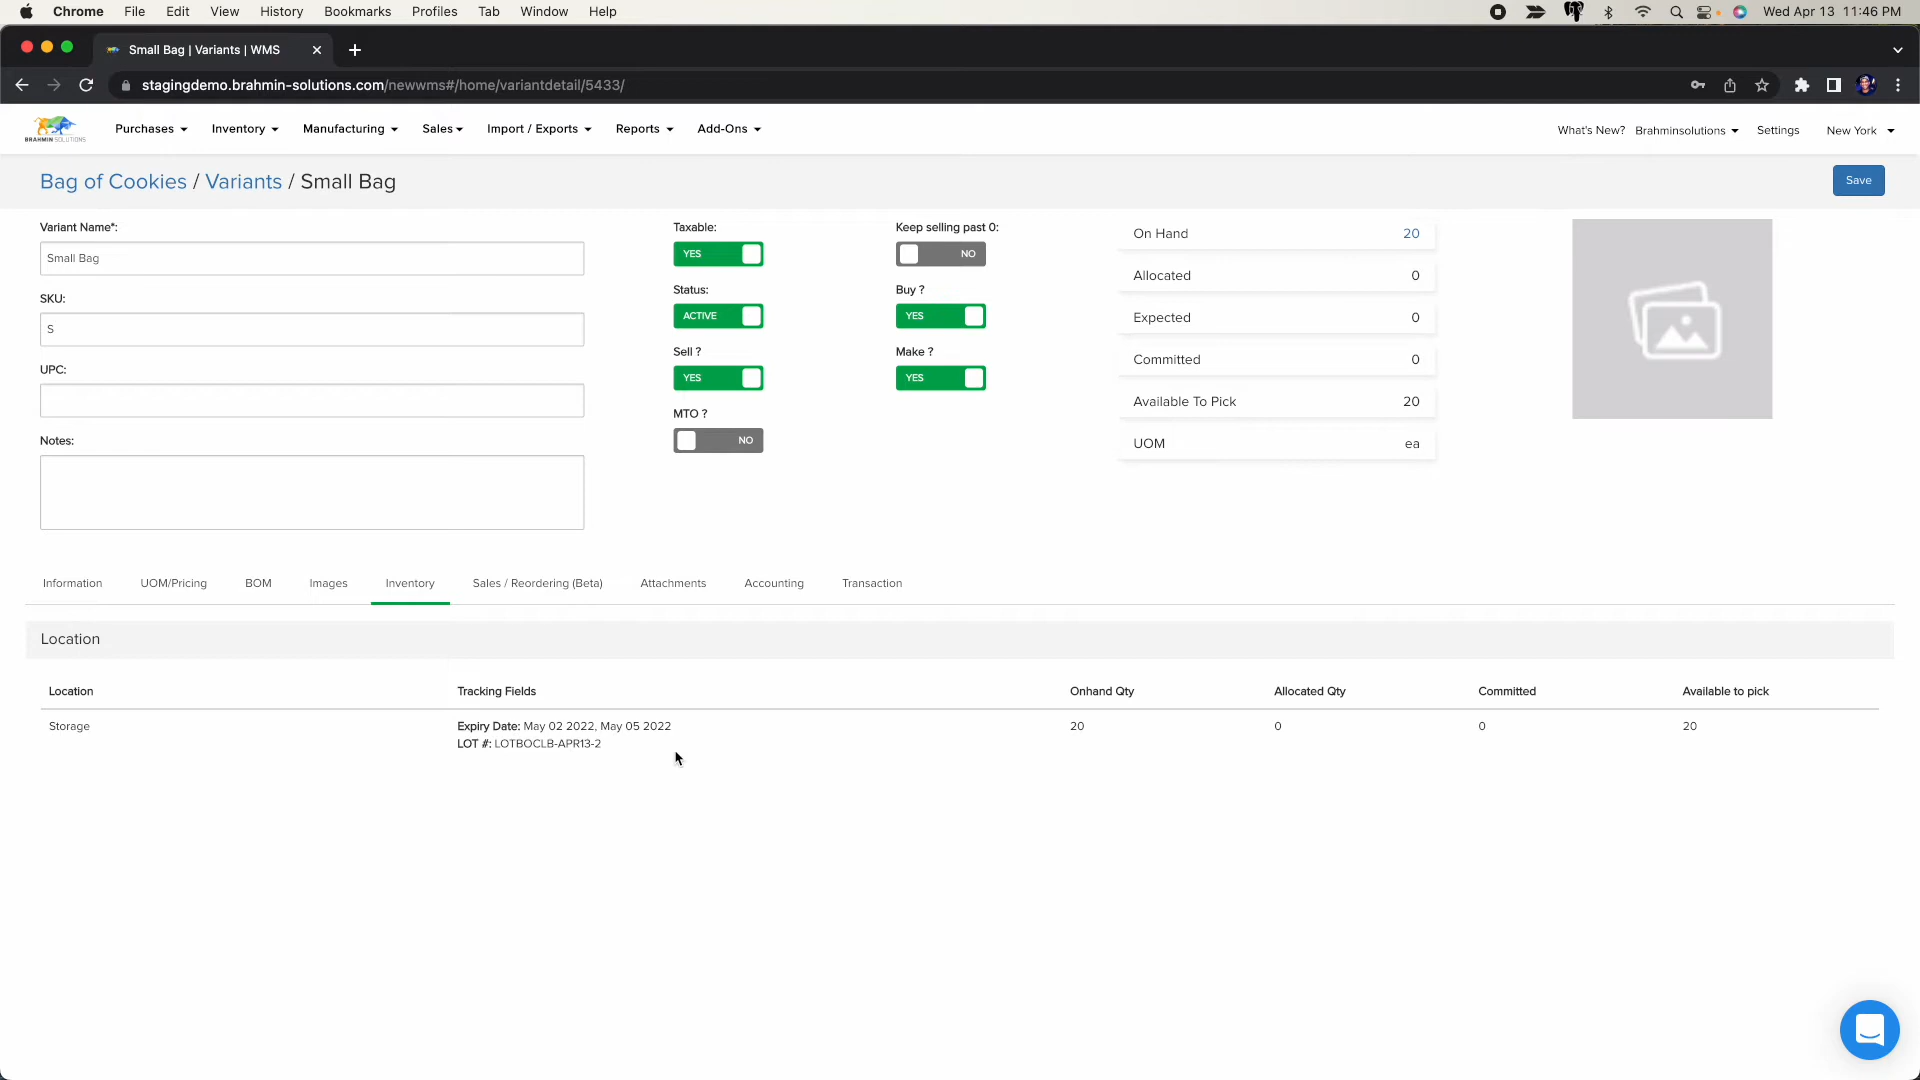 Chrome File Edit View History Bookmarks Profiles Tab Window Help Wed Apr 13 11:46 PM
Small Bag | Variants | WMS
stagingdemo.brahmin-solutions.com/newwms#/home/variantdetail/5433/
BRAHMIN SOLUTIONS
Purchases Inventory Manufacturing Sales Import / Exports Reports Add-Ons What's New? Brahminsolutions Settings New York
Bag of Cookies / Variants / Small Bag Save
Variant Name*: Taxable: Keep selling past 0: On Hand 20
Small Bag YES NO
Allocated 0
SKU: Status: Buy ?
S ACTIVE YES Expected 0
Sell ? Make ? Committed 0
UPC: YES YES
Available To Pick 20
MTO ?
Notes: NO UOM ea
Information UOM/Pricing BOM Images Inventory Sales / Reordering (Beta) Attachments Accounting Transaction
Location
Location Tracking Fields Onhand Qty Allocated Qty Committed Available to pick
Storage Expiry Date: May 02 2022, May 05 2022 20 0 0 20
LOT #: LOTBOCLB-APR13-2